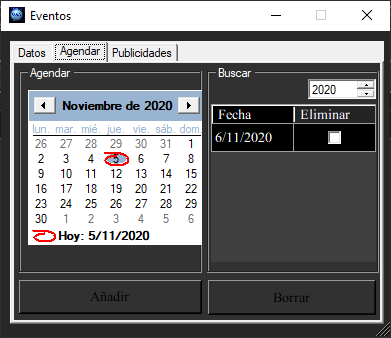 Eventos
Datos Agendar Publicidades
Agendar
Noviembre de 2020
lun. mar. mié. jue. vie. sáb. dom.
26 27 28 29 30 31 1
2 3 4 5 6 7 8
9 10 11 12 13 14 15
16 17 18 19 20 21 22
23 24 25 26 27 28 29
30 1 2 3 4 5 6
Hoy: 5/11/2020
Añadir
Buscar
2020
Fecha Eliminar
6/11/2020
Borrar